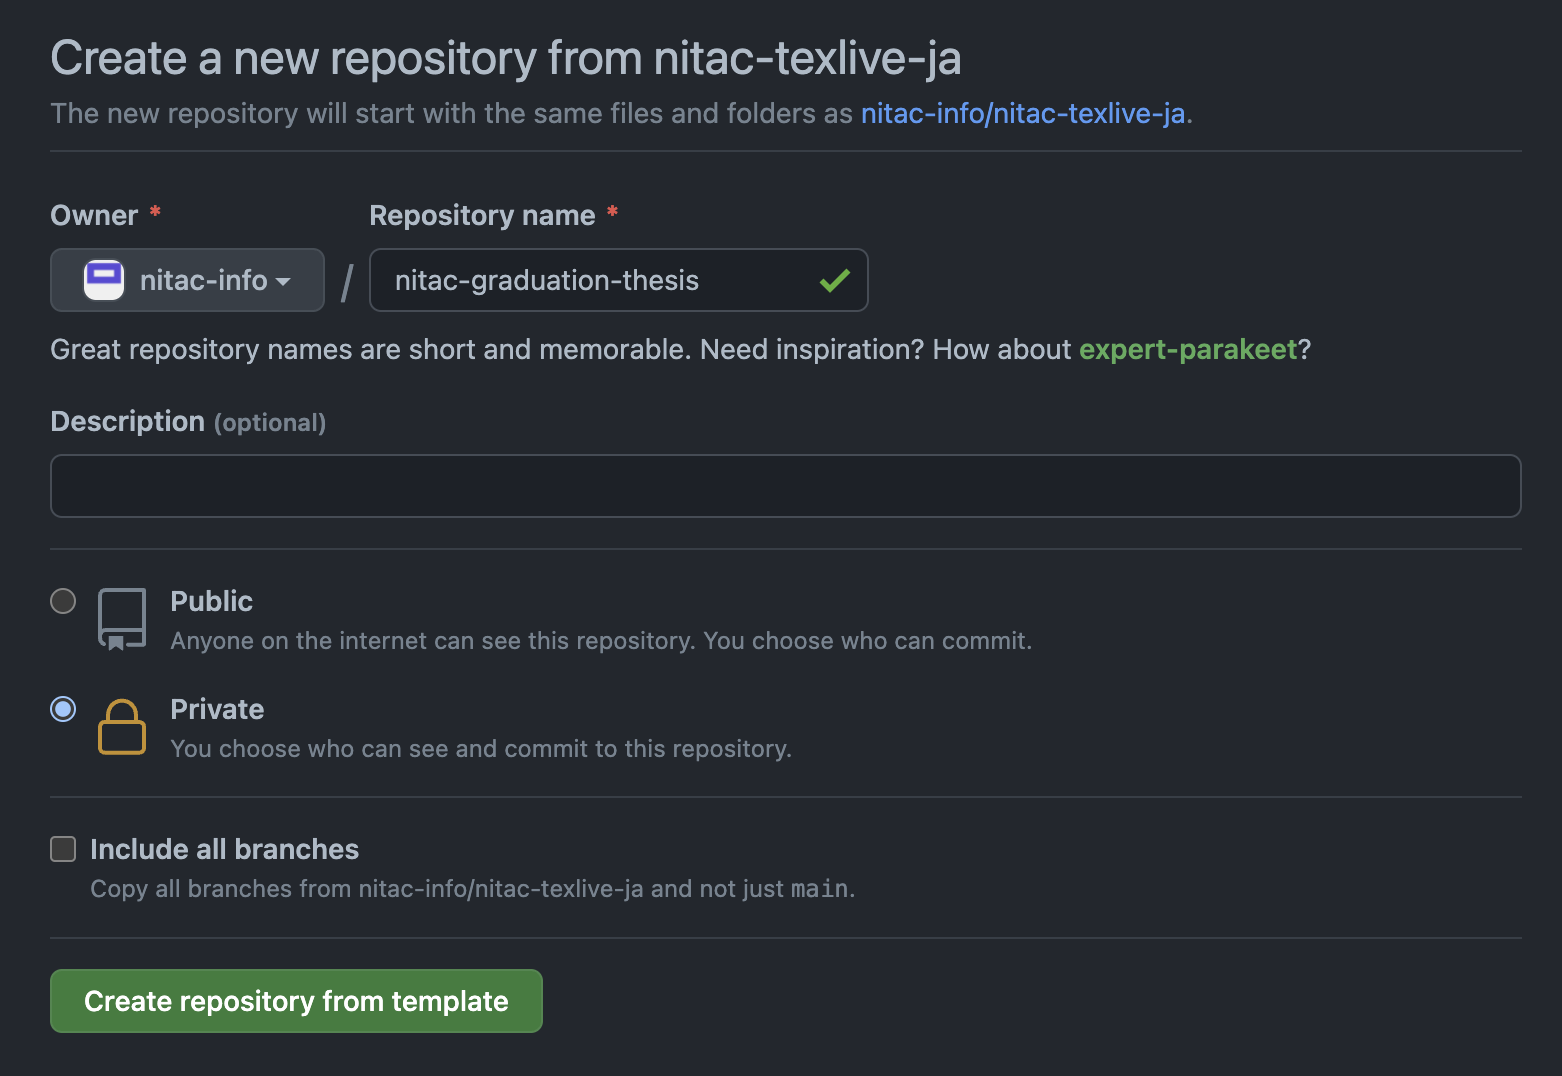 Create a new repository from nitac-texlive-ja
The new repository will start with the same files and folders as nitac-info/nitac-texlive-ja.
Owner * Repository name *
nitac-info / nitac-graduation-thesis
Great repository names are short and memorable. Need inspiration? How about expert-parakeet?
Description (optional)
Public
Anyone on the internet can see this repository. You choose who can commit.
Private
You choose who can see and commit to this repository.
Include all branches
Copy all branches from nitac-info/nitac-texlive-ja and not just main.
Create repository from template